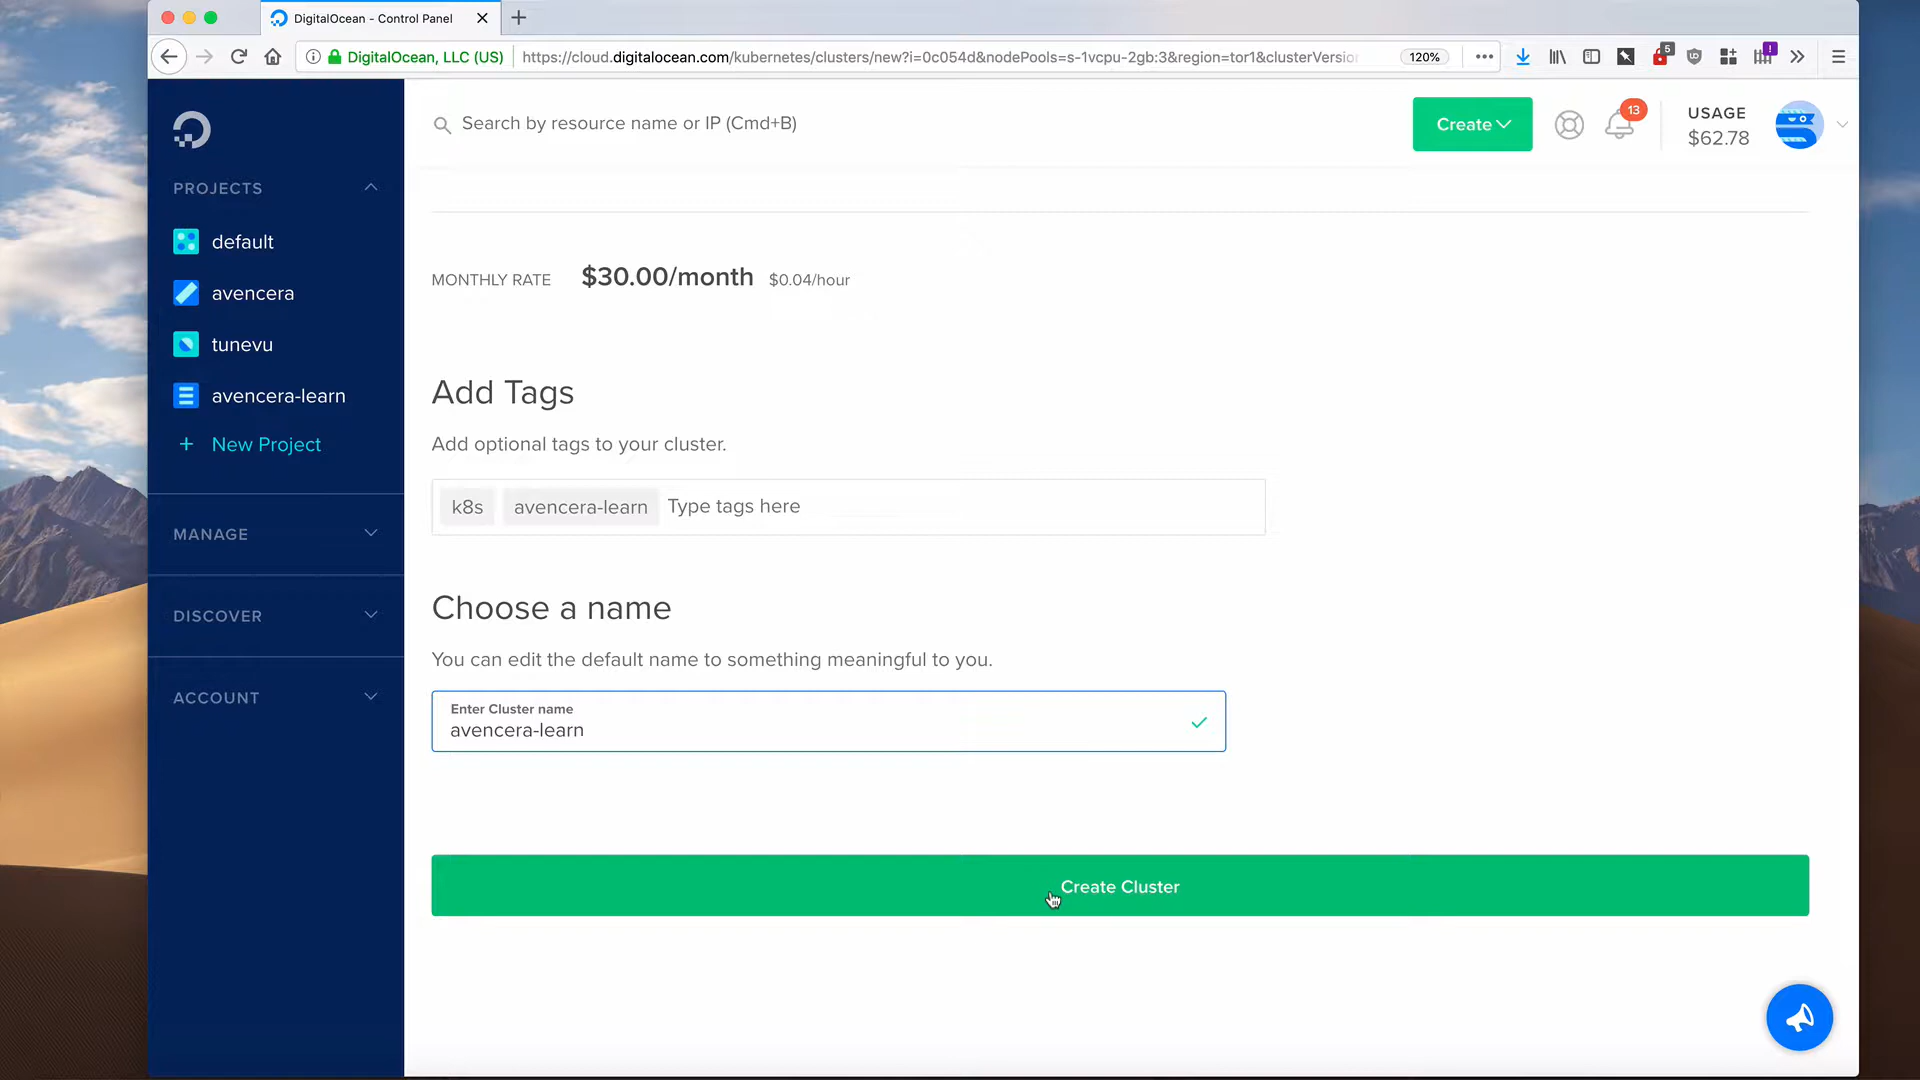 DigitalOcean - Control Panel
DigitalOcean, LLC (US)
https://cloud.digitalocean.com/kubernetes/clusters/new?i=0c054d&nodePools=s-1vcpu-2gb:3&region=tor1&clusterVersio
120%
5
Search by resource name or IP (Cmd+B)
Create
13
USAGE
$62.78
PROJECTS
default
avencera
tunevu
avencera-learn
+ New Project
MANAGE
DISCOVER
ACCOUNT
MONTHLY RATE $30.00/month $0.04/hour
Add Tags
Add optional tags to your cluster.
k8s avencera-learn Type tags here
Choose a name
You can edit the default name to something meaningful to you.
Enter Cluster name
avencera-learn
Create Cluster